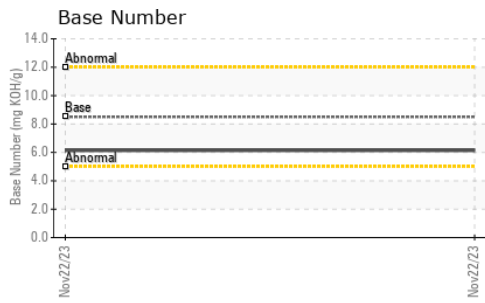 Base Number
Base Number (mg KOH/g)
14.0
12.0
10.0
8.0
6.0
4.0
2.0
0.0
Abnormal
Base
Abnormal
Nov22/23
Nov22/23